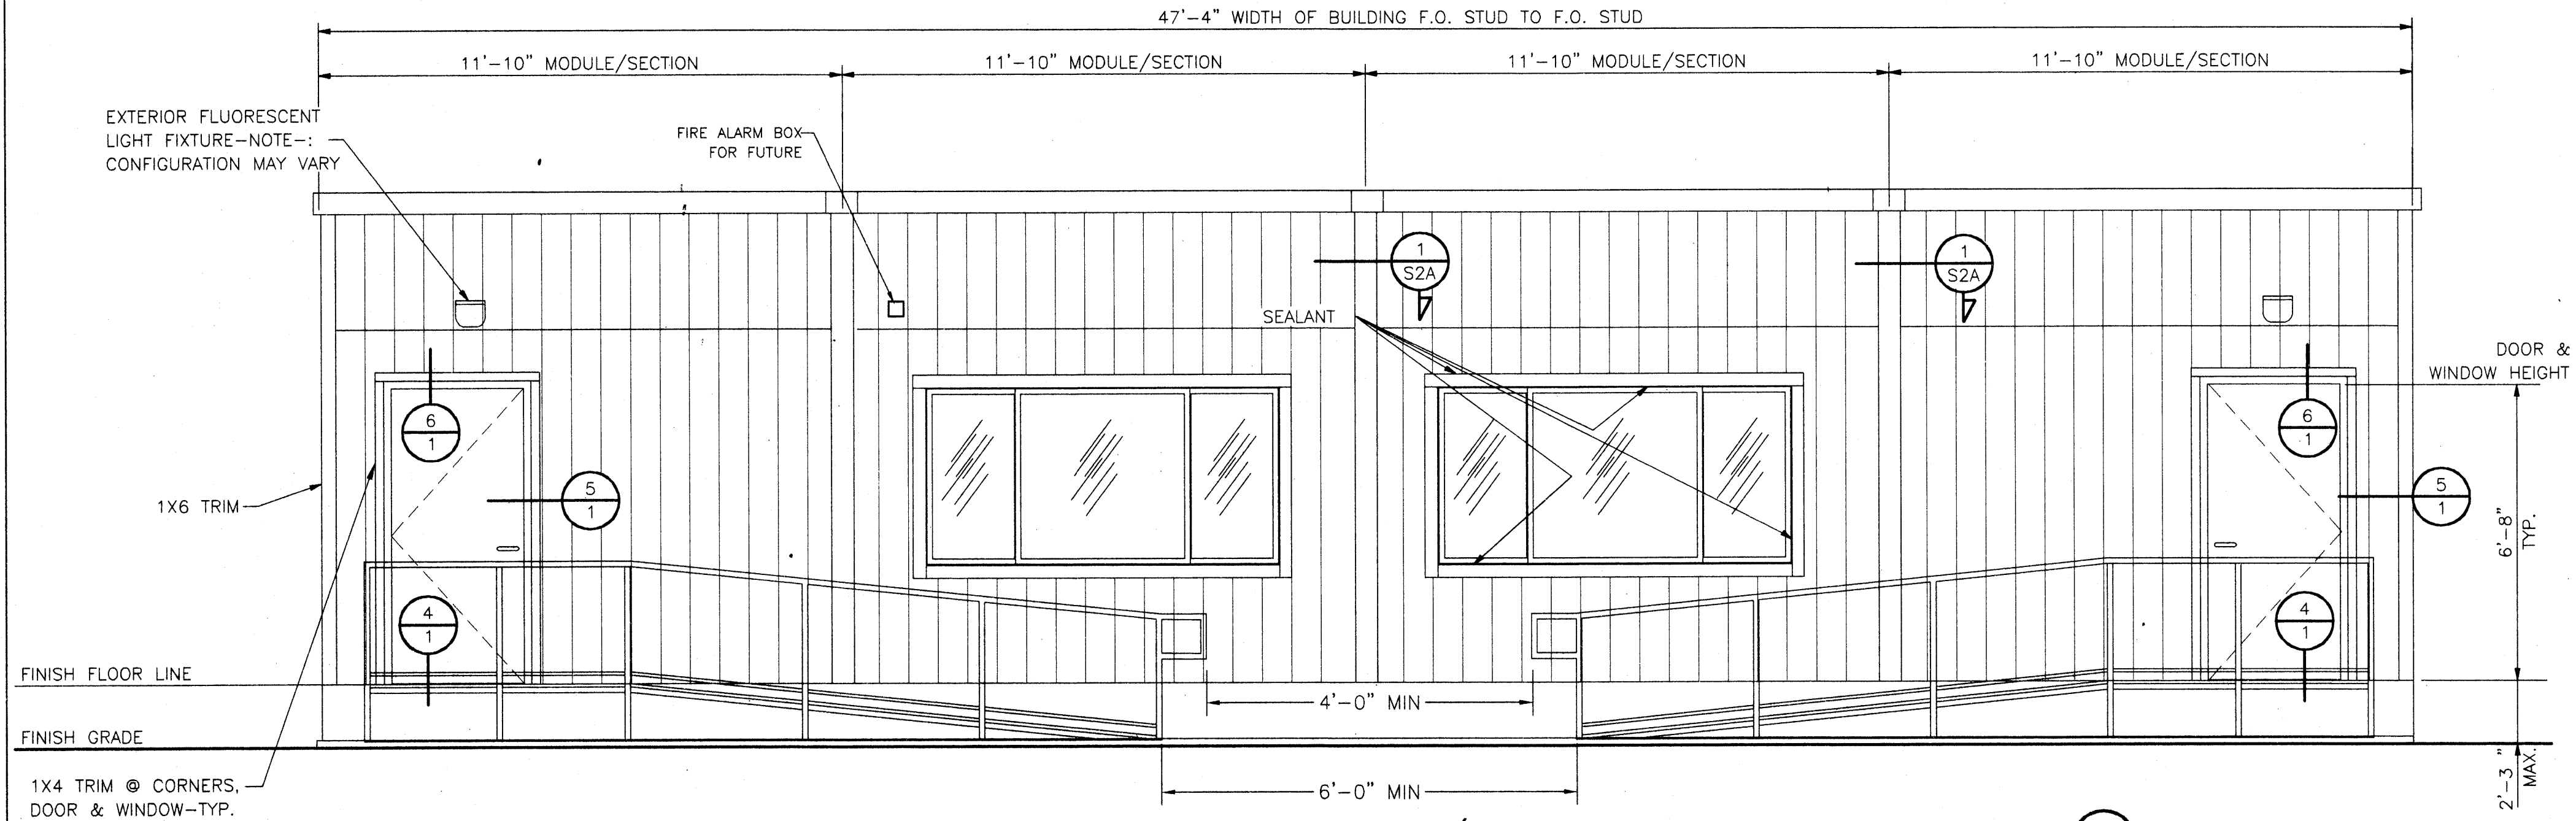 47'-4" WIDTH OF BUILDING F.O. STUD TO F.O. STUD
11'-10" MODULE/SECTION
11'-10" MODULE/SECTION
11'-10" MODULE/SECTION
11'-10" MODULE/SECTION
EXTERIOR FLUORESCENT
LIGHT FIXTURE-NOTE-:
CONFIGURATION MAY VARY
FIRE ALARM BOX
FOR FUTURE
1
S2A
1
S2A
SEALANT
DOOR &
WINDOW HEIGHT
6
1
6
1
1X6 TRIM
5
1
5
1
6'-8"
TYP.
4
1
4
1
FINISH FLOOR LINE
4'-0" MIN
FINISH GRADE
1X4 TRIM @ CORNERS,
DOOR & WINDOW-TYP.
6'-0" MIN
2'-3"
MAX.